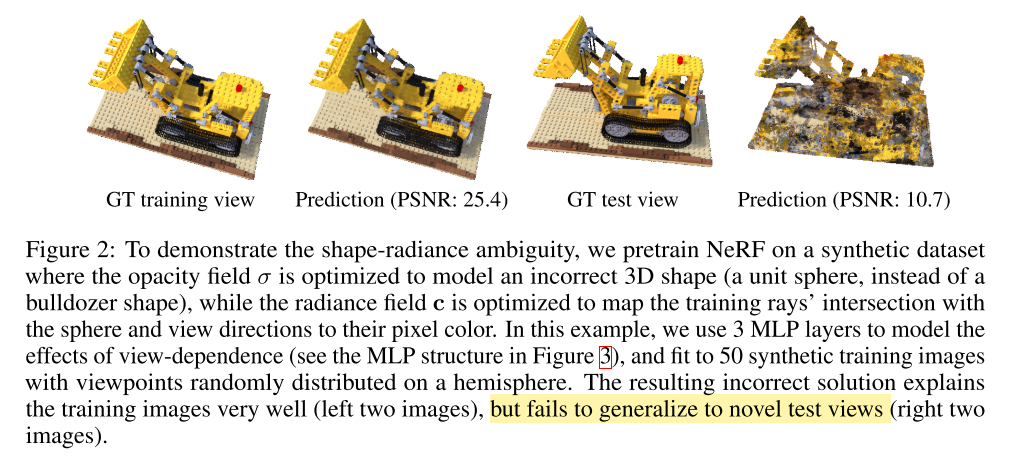 GT training view
Prediction (PSNR: 25.4)
GT test view
Prediction (PSNR: 10.7)
Figure 2: To demonstrate the shape-radiance ambiguity, we pretrain NeRF on a synthetic dataset
where the opacity field σ is optimized to model an incorrect 3D shape (a unit sphere, instead of a
bulldozer shape), while the radiance field c is optimized to map the training rays’ intersection with
the sphere and view directions to their pixel color. In this example, we use 3 MLP layers to model the
effects of view-dependence (see the MLP structure in Figure 3), and fit to 50 synthetic training images
with viewpoints randomly distributed on a hemisphere. The resulting incorrect solution explains
the training images very well (left two images), but fails to generalize to novel test views (right two
images).